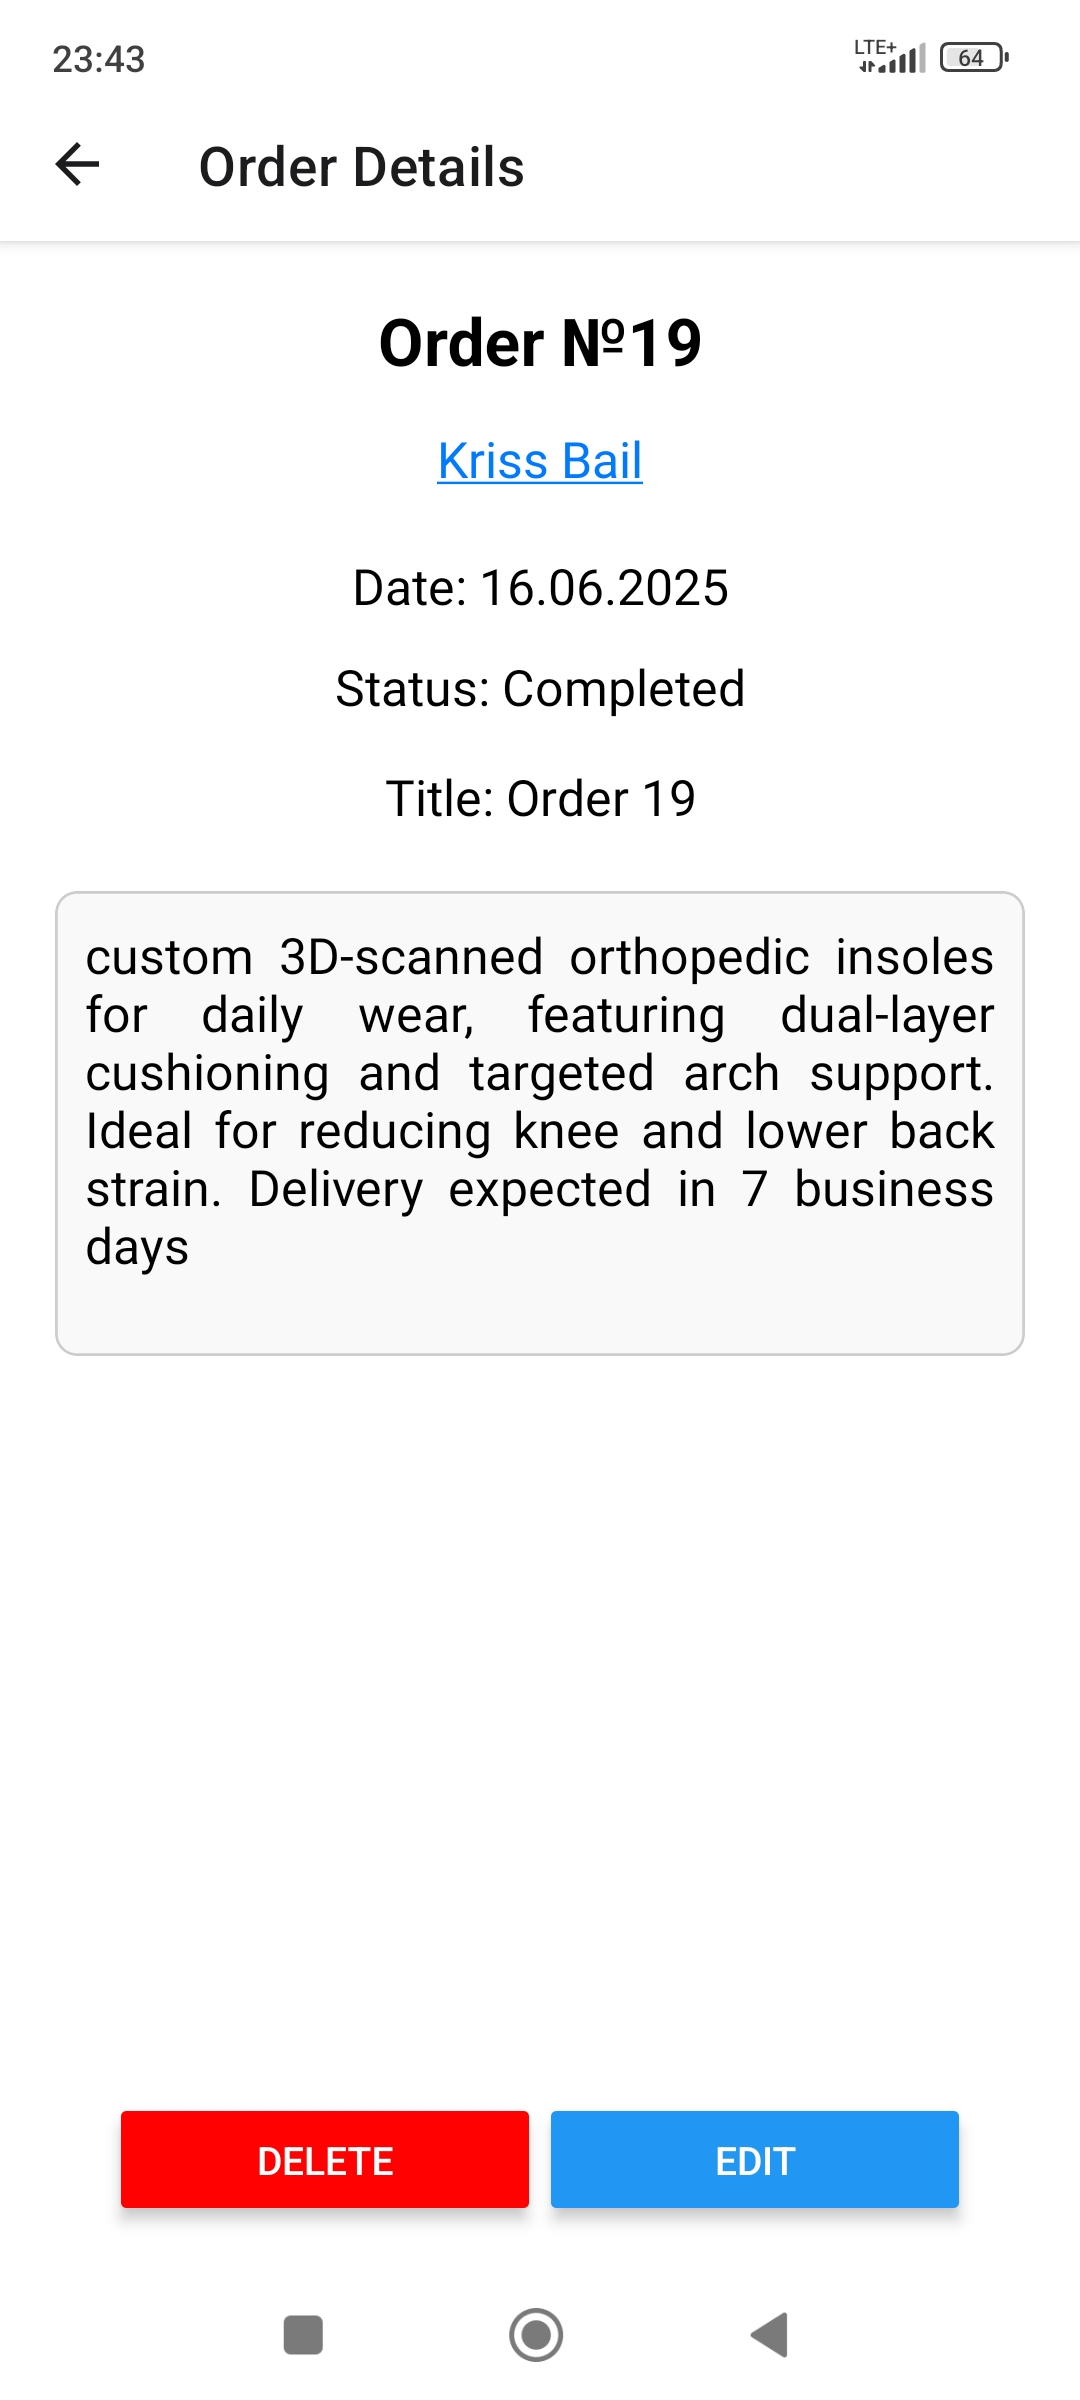 23:43
LTE+
64
Order Details
Order №19
Kriss Bail
Date: 16.06.2025
Status: Completed
Title: Order 19
custom 3D-scanned orthopedic insoles
for daily wear, featuring dual-layer
cushioning and targeted arch support.
Ideal for reducing knee and lower back
strain. Delivery expected in 7 business
days
DELETE
EDIT